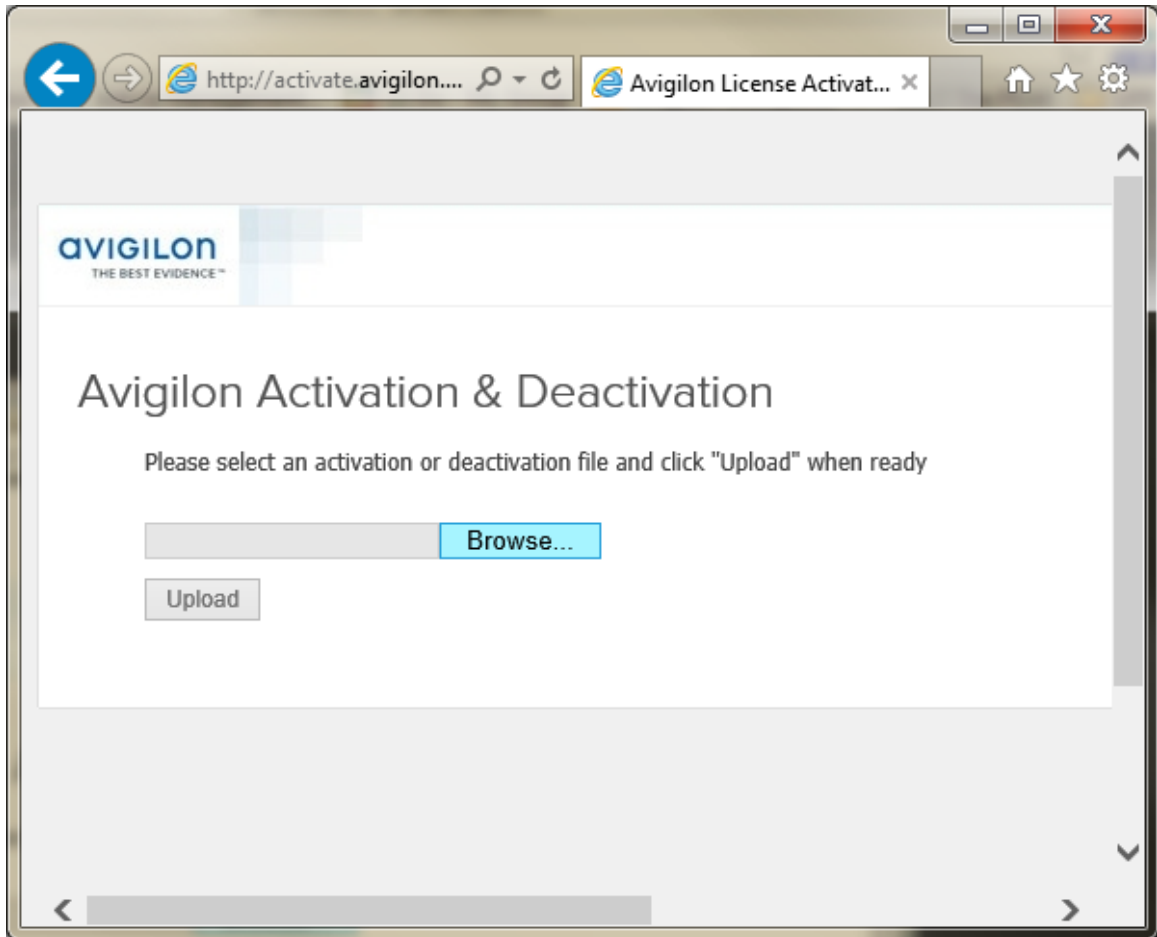 http://activate.avigilon....
Avigilon License Activat...
avigilon
THE BEST EVIDENCE™
Avigilon Activation & Deactivation
Please select an activation or deactivation file and click "Upload" when ready
Browse...
Upload